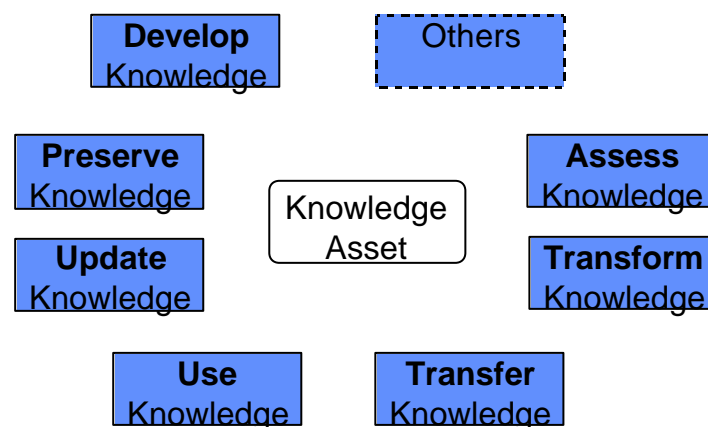 Develop
Knowledge
Others
Preserve
Knowledge
Assess
Knowledge
Knowledge
Asset
Update
Knowledge
Transform
Knowledge
Use
Knowledge
Transfer
Knowledge